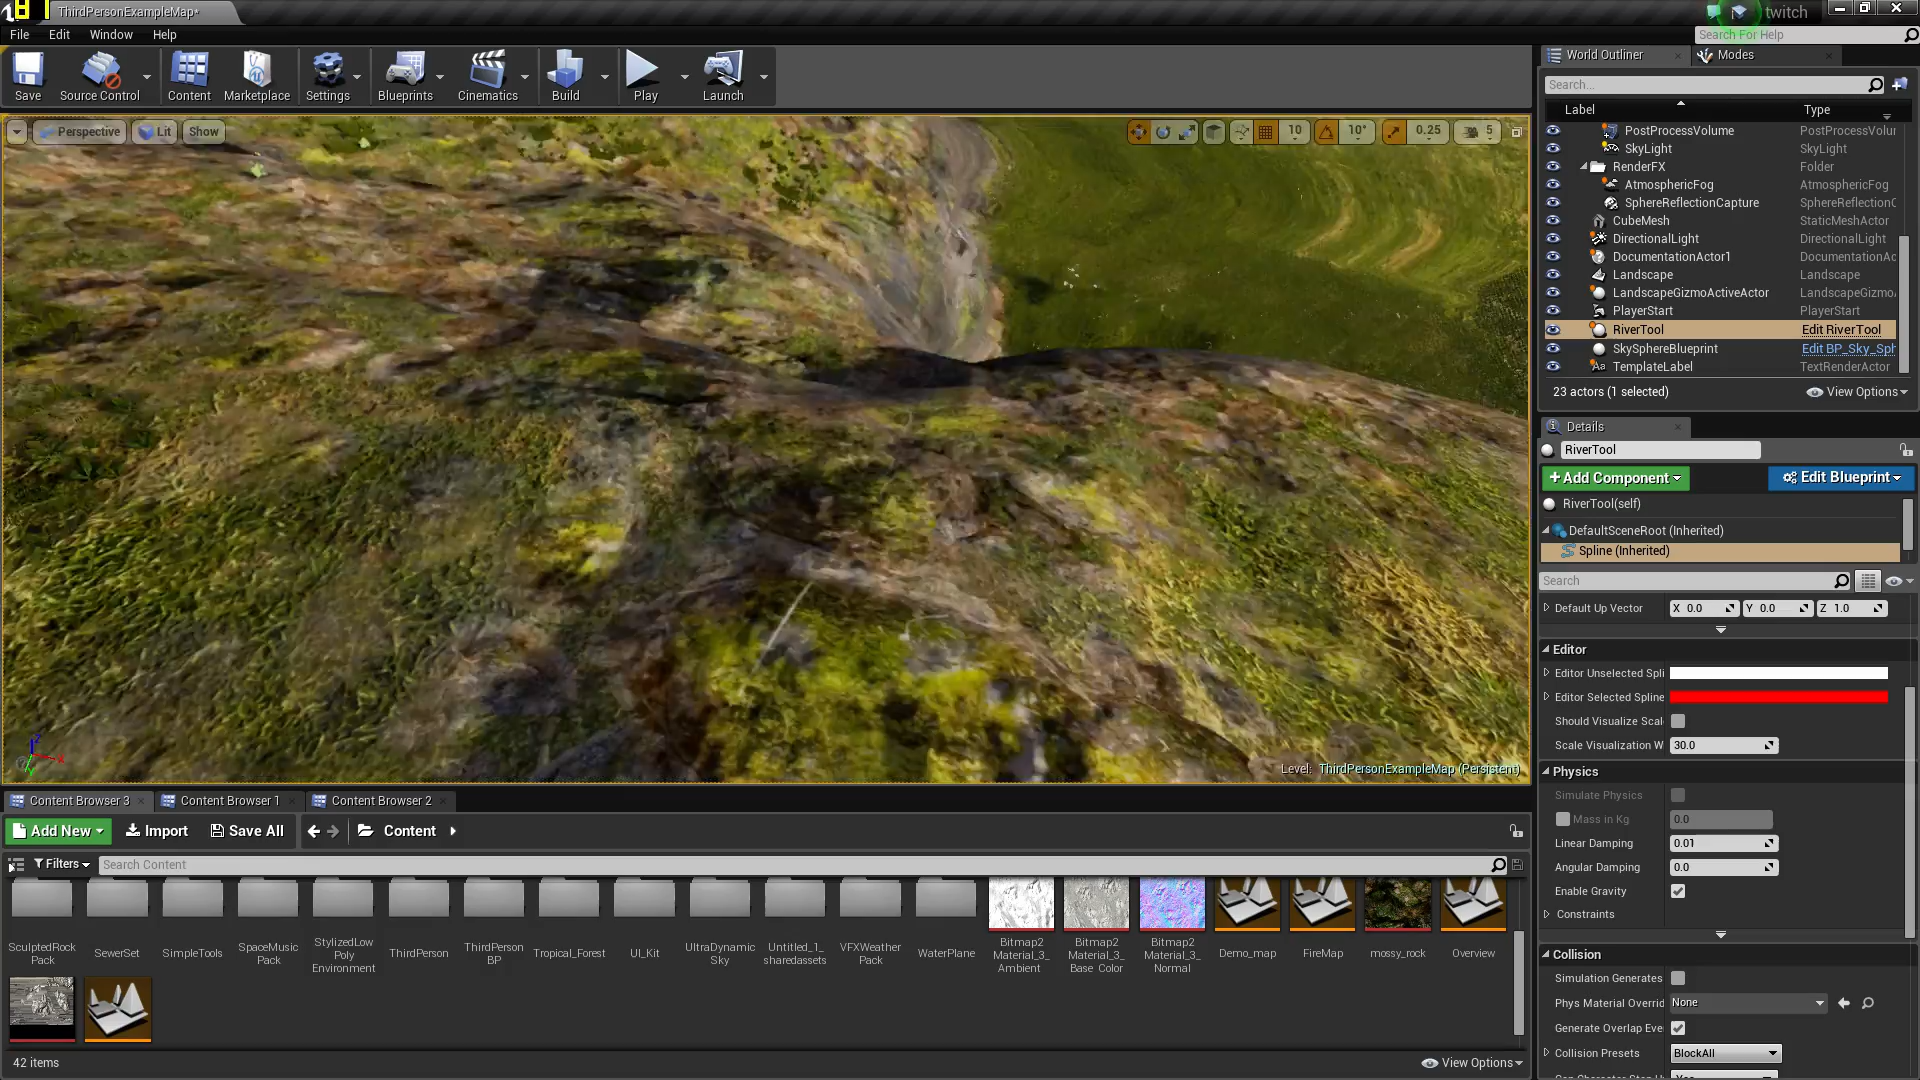 ThirdPersonExampleMap*
twitch
File Edit Window Help
Search For Help
Save Source Control Content Marketplace Settings Blueprints Cinematics Build Play Launch
Perspective Lit Show
10 10° 0.25 5
Level: ThirdPersonExampleMap (Persistent)
World Outliner Modes
Search...
Label Type
PostProcessVolume PostProcessVolur
SkyLight SkyLight
RenderFX Folder
AtmosphericFog AtmosphericFog
SphereReflectionCapture SphereReflectionC
CubeMesh StaticMeshActor
DirectionalLight DirectionalLight
DocumentationActor1 DocumentationAc
Landscape Landscape
LandscapeGizmoActiveActor LandscapeGizmo
PlayerStart PlayerStart
RiverTool Edit RiverTool
SkySphereBlueprint Edit BP_Sky_Sph
TemplateLabel TextRenderActor
23 actors (1 selected) View Options
Details
RiverTool
+Add Component Edit Blueprint
RiverTool(self)
DefaultSceneRoot (Inherited)
Spline (Inherited)
Search
Default Up Vector X 0.0 Y 0.0 Z 1.0
Editor
Editor Unselected Spli
Editor Selected Spline
Should Visualize Scal
Scale Visualization W 30.0
Physics
Simulate Physics
Mass in Kg 0.0
Linear Damping 0.01
Angular Damping 0.0
Enable Gravity
Constraints
Collision
Simulation Generates
Phys Material Overrid None
Generate Overlap Eve
Collision Presets BlockAll
Content Browser 3 Content Browser 1 Content Browser 2
Add New Import Save All Content
Filters Search Content
SculptedRock
Pack
SewerSet
SimpleTools
SpaceMusic
Pack
StylizedLow
Poly
Environment
ThirdPerson
ThirdPerson
BP
Tropical_Forest
UI_Kit
UltraDynamic
Sky
Untitled_1_
sharedassets
VFXWeather
Pack
WaterPlane
Bitmap2
Material_3_
Ambient
Bitmap2
Material_3_
Base_Color
Bitmap2
Material_3_
Normal
Demo_map
FireMap
mossy_rock
Overview
42 items View Options